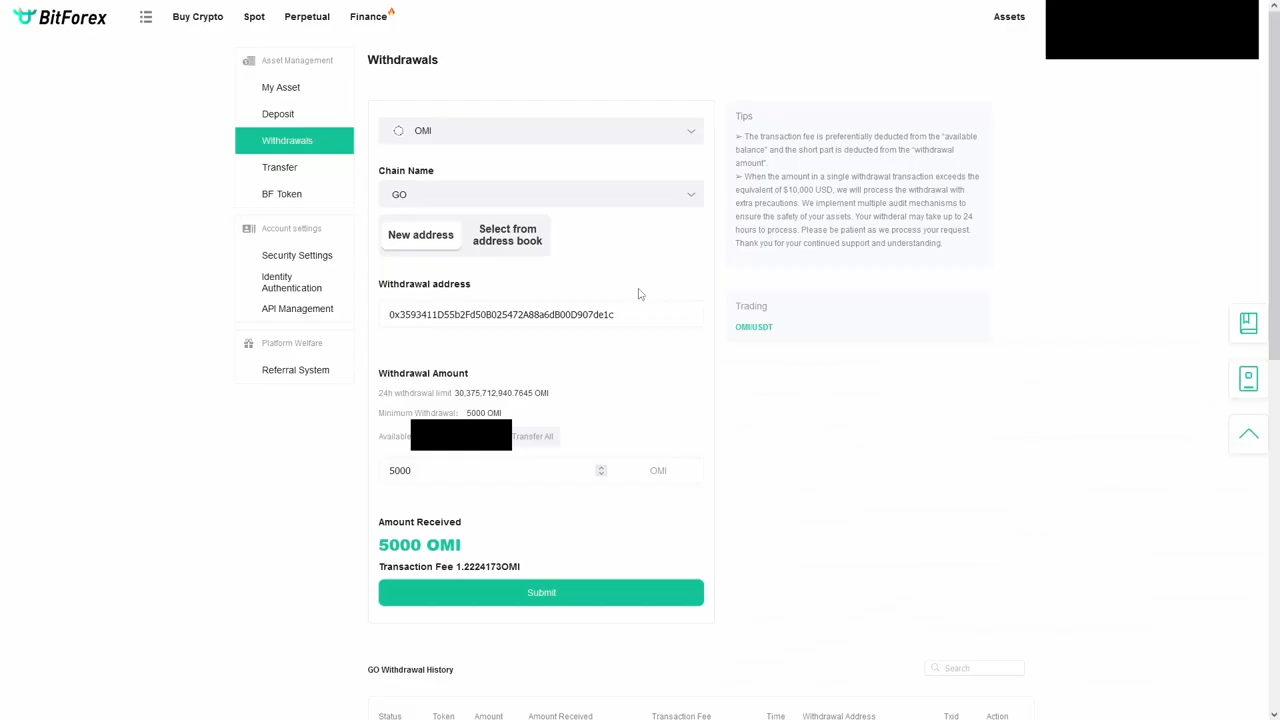 BitForex
Buy Crypto
Spot
Perpetual
Finance
Assets
Asset Management
My Asset
Deposit
Withdrawals
Transfer
BF Token
Account settings
Security Settings
Identity
Authentication
API Management
Platform Welfare
Referral System
Withdrawals
OMI
Chain Name
GO
New address
Select from
address book
Withdrawal address
0x3593411D55b2Fd50B025472A88a6dB00D907de1c
Withdrawal Amount
24h withdrawal limit 30,375,712,940.7645 OMI
Minimum Withdrawal: 5000 OMI
Available
Transfer All
5000
OMI
Amount Received
5000 OMI
Transaction Fee 1.2224173OMI
Submit
Tips
➢ The transaction fee is preferentially deducted from the "available
balance" and the short part is deducted from the "withdrawal
amount".
➢ When the amount in a single withdrawal transaction exceeds the
equivalent of $10,000 USD, we will process the withdrawal with
extra precautions. We implement multiple audit mechanisms to
ensure the safety of your assets. Your withderal may take up to 24
hours to process. Please be patient as we process your request.
Thank you for your continued support and understanding.
Trading
OMI/USDT
GO Withdrawal History
Search
Status Token Amount Amount Received Transaction Fee Time Withdrawal Address Txid Action